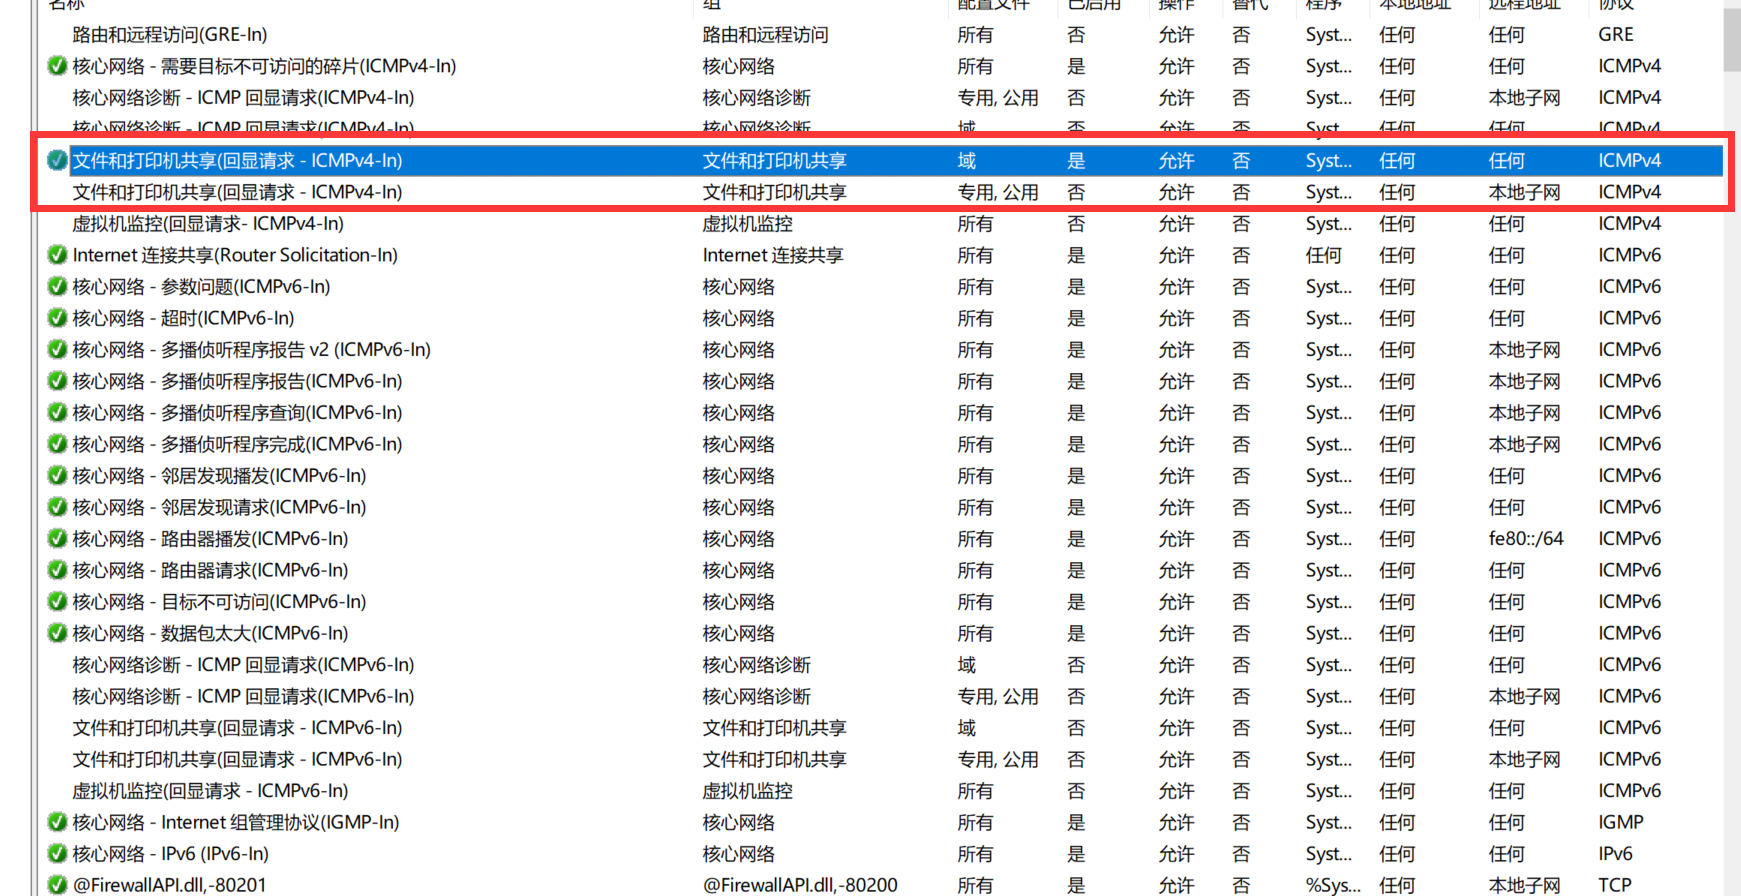 名称 组 配置文件 已启用 操作 替代 程序 本地地址 远程地址 协议
路由和远程访问(GRE-In) 路由和远程访问 所有 否 允许 否 Syst... 任何 任何 GRE
核心网络 - 需要目标不可访问的碎片(ICMPv4-In) 核心网络 所有 是 允许 否 Syst... 任何 任何 ICMPv4
核心网络诊断 - ICMP 回显请求(ICMPv4-In) 核心网络诊断 专用, 公用 否 允许 否 Syst... 任何 本地子网 ICMPv4
核心网络诊断 - ICMP 回显请求(ICMPv4-In) 核心网络诊断 域 否 允许 否 Syst... 任何 任何 ICMPv4
文件和打印机共享(回显请求 - ICMPv4-In) 文件和打印机共享 域 是 允许 否 Syst... 任何 任何 ICMPv4
文件和打印机共享(回显请求 - ICMPv4-In) 文件和打印机共享 专用, 公用 否 允许 否 Syst... 任何 本地子网 ICMPv4
虚拟机监控(回显请求- ICMPv4-In) 虚拟机监控 所有 否 允许 否 Syst... 任何 任何 ICMPv4
Internet 连接共享(Router Solicitation-In) Internet 连接共享 所有 是 允许 否 任何 任何 任何 ICMPv6
核心网络 - 参数问题(ICMPv6-In) 核心网络 所有 是 允许 否 Syst... 任何 任何 ICMPv6
核心网络 - 超时(ICMPv6-In) 核心网络 所有 是 允许 否 Syst... 任何 任何 ICMPv6
核心网络 - 多播侦听程序报告 v2 (ICMPv6-In) 核心网络 所有 是 允许 否 Syst... 任何 本地子网 ICMPv6
核心网络 - 多播侦听程序报告(ICMPv6-In) 核心网络 所有 是 允许 否 Syst... 任何 本地子网 ICMPv6
核心网络 - 多播侦听程序查询(ICMPv6-In) 核心网络 所有 是 允许 否 Syst... 任何 本地子网 ICMPv6
核心网络 - 多播侦听程序完成(ICMPv6-In) 核心网络 所有 是 允许 否 Syst... 任何 本地子网 ICMPv6
核心网络 - 邻居发现播发(ICMPv6-In) 核心网络 所有 是 允许 否 Syst... 任何 任何 ICMPv6
核心网络 - 邻居发现请求(ICMPv6-In) 核心网络 所有 是 允许 否 Syst... 任何 任何 ICMPv6
核心网络 - 路由器播发(ICMPv6-In) 核心网络 所有 是 允许 否 Syst... 任何 fe80::/64 ICMPv6
核心网络 - 路由器请求(ICMPv6-In) 核心网络 所有 是 允许 否 Syst... 任何 任何 ICMPv6
核心网络 - 目标不可访问(ICMPv6-In) 核心网络 所有 是 允许 否 Syst... 任何 任何 ICMPv6
核心网络 - 数据包太大(ICMPv6-In) 核心网络 所有 是 允许 否 Syst... 任何 任何 ICMPv6
核心网络诊断 - ICMP 回显请求(ICMPv6-In) 核心网络诊断 域 否 允许 否 Syst... 任何 任何 ICMPv6
核心网络诊断 - ICMP 回显请求(ICMPv6-In) 核心网络诊断 专用, 公用 否 允许 否 Syst... 任何 本地子网 ICMPv6
文件和打印机共享(回显请求 - ICMPv6-In) 文件和打印机共享 域 否 允许 否 Syst... 任何 任何 ICMPv6
文件和打印机共享(回显请求 - ICMPv6-In) 文件和打印机共享 专用, 公用 否 允许 否 Syst... 任何 本地子网 ICMPv6
虚拟机监控(回显请求 - ICMPv6-In) 虚拟机监控 所有 否 允许 否 Syst... 任何 任何 ICMPv6
核心网络 - Internet 组管理协议(IGMP-In) 核心网络 所有 是 允许 否 Syst... 任何 任何 IGMP
核心网络 - IPv6 (IPv6-In) 核心网络 所有 是 允许 否 Syst... 任何 任何 IPv6
@FirewallAPI.dll,-80201 @FirewallAPI.dll,-80200 所有 是 允许 否 %Sys... 任何 本地子网 TCP